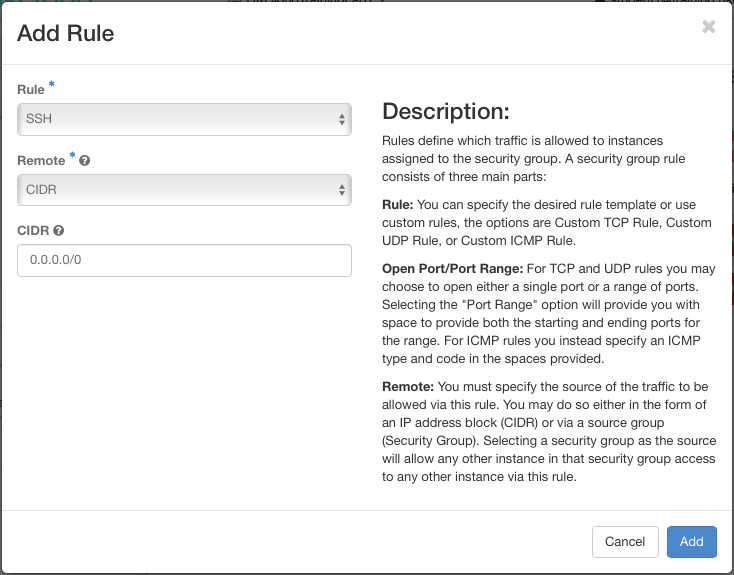 Add Rule
Rule *
SSH
Remote *
CIDR
CIDR
0.0.0.0/0
Description:
Rules define which traffic is allowed to instances
assigned to the security group. A security group rule
consists of three main parts:
Rule: You can specify the desired rule template or use
custom rules, the options are Custom TCP Rule, Custom
UDP Rule, or Custom ICMP Rule.
Open Port/Port Range: For TCP and UDP rules you may
choose to open either a single port or a range of ports.
Selecting the "Port Range" option will provide you with
space to provide both the starting and ending ports for
the range. For ICMP rules you instead specify an ICMP
type and code in the spaces provided.
Remote: You must specify the source of the traffic to be
allowed via this rule. You may do so either in the form of
an IP address block (CIDR) or via a source group
(Security Group). Selecting a security group as the source
will allow any other instance in that security group access
to any other instance via this rule.
Cancel
Add